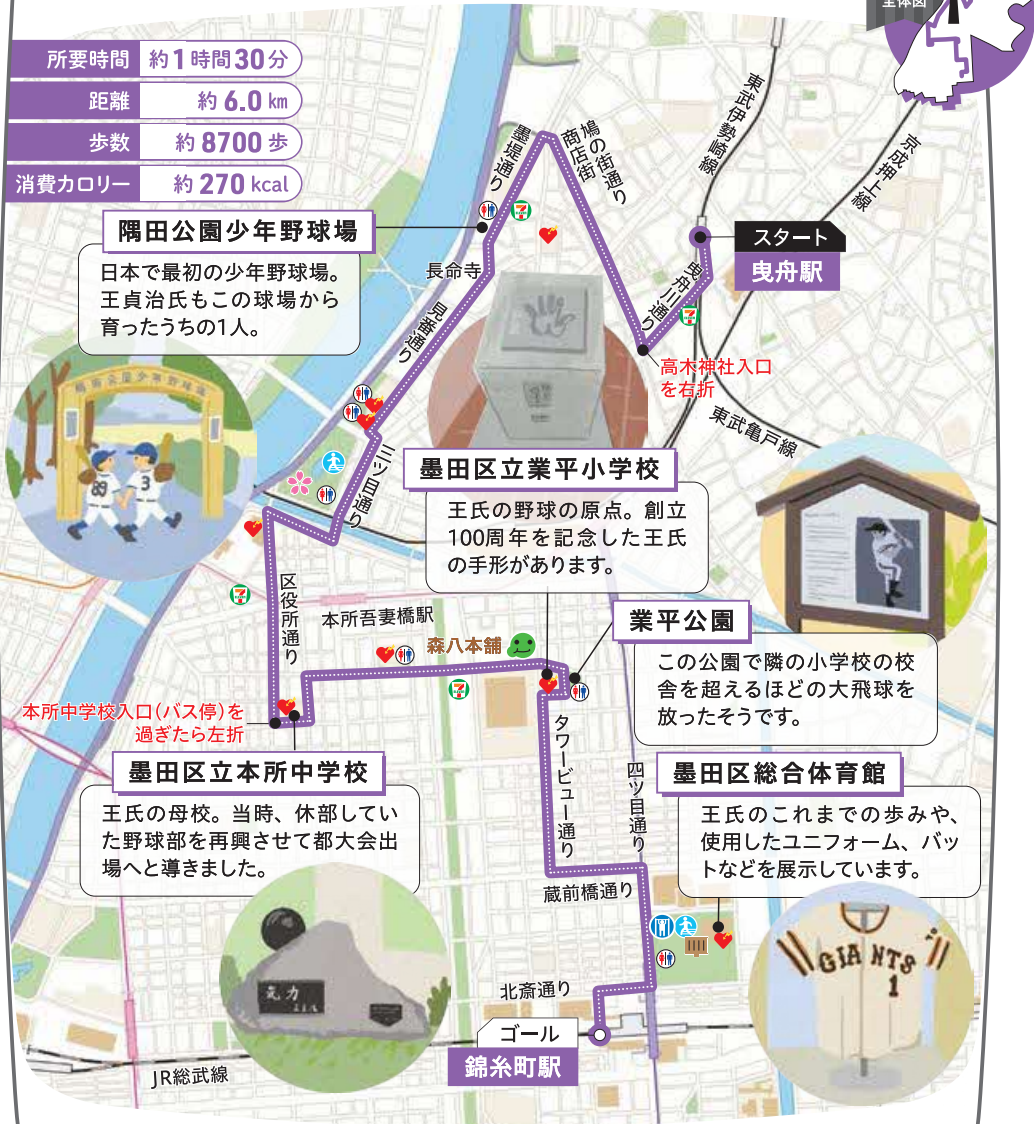 全体図
所要時間 約1時間30分
距離 約6.0km
歩数 約8700歩
消費カロリー 約270kcal
東武伊勢崎線
京成押上線
墨堤通り
鳩の街通り
商店街
隅田公園少年野球場
日本で最初の少年野球場。
王貞治氏もこの球場から
育ったうちの1人。
スタート
曳舟駅
長命寺
曳舟川通り
見番通り
高木神社入口
を右折
東武亀戸線
三ツ目通り
墨田区立業平小学校
王氏の野球の原点。創立
100周年を記念した王氏
の手形があります。
区役所通り
本所吾妻橋駅
森八本舗
業平公園
この公園で隣の小学校の校
舎を超えるほどの大飛球を
放ったそうです。
本所中学校入口(バス停)を
過ぎたら左折
墨田区立本所中学校
王氏の母校。当時、休部してい
た野球部を再興させて都大会出
場へと導きました。
タワービュー通り
四ツ目通り
墨田区総合体育館
王氏のこれまでの歩みや、
使用したユニフォーム、バッ
トなどを展示しています。
蔵前橋通り
気力
GIANTS
1
北斎通り
ゴール
錦糸町駅
JR総武線
89
3